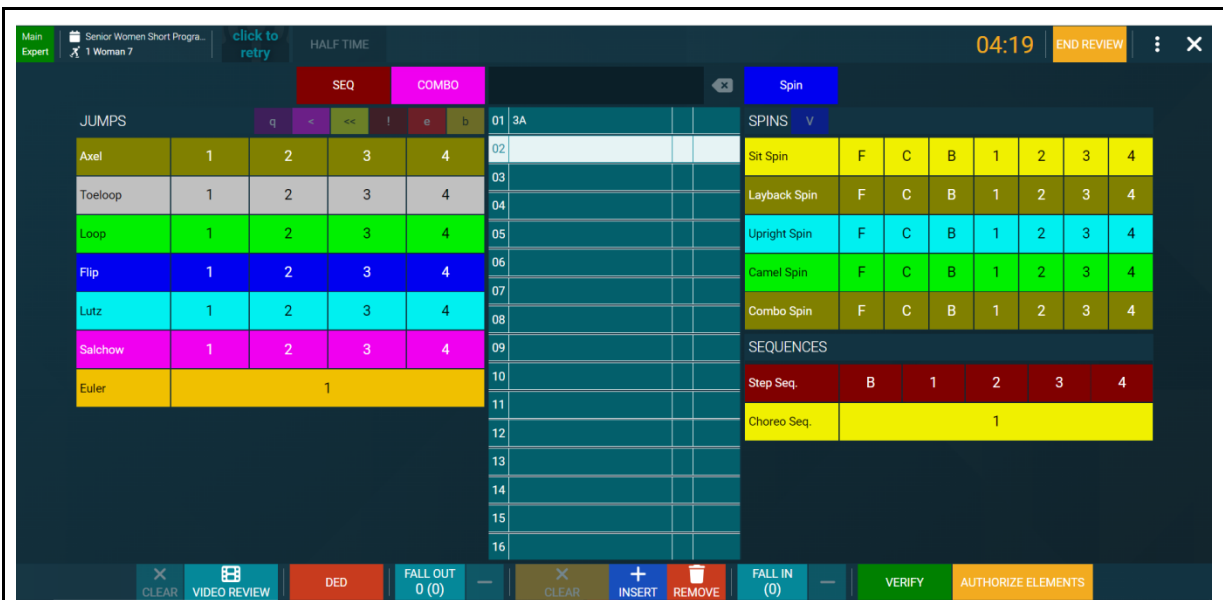 Main
Expert
Senior Women Short Progra...
1 Woman 7
click to
retry
HALF TIME
04:19
END REVIEW
SEQ
COMBO
Spin
JUMPS
q
<
<<
!
e
b
Axel 1 2 3 4
Toeloop 1 2 3 4
Loop 1 2 3 4
Flip 1 2 3 4
Lutz 1 2 3 4
Salchow 1 2 3 4
Euler 1
01 3A
02
03
04
05
06
07
08
09
10
11
12
13
14
15
16
SPINS V
Sit Spin F C B 1 2 3 4
Layback Spin F C B 1 2 3 4
Upright Spin F C B 1 2 3 4
Camel Spin F C B 1 2 3 4
Combo Spin F C B 1 2 3 4
SEQUENCES
Step Seq. B 1 2 3 4
Choreo Seq. 1
CLEAR
VIDEO REVIEW
DED
FALL OUT
0 (0)
CLEAR
INSERT
REMOVE
FALL IN
(0)
VERIFY
AUTHORIZE ELEMENTS